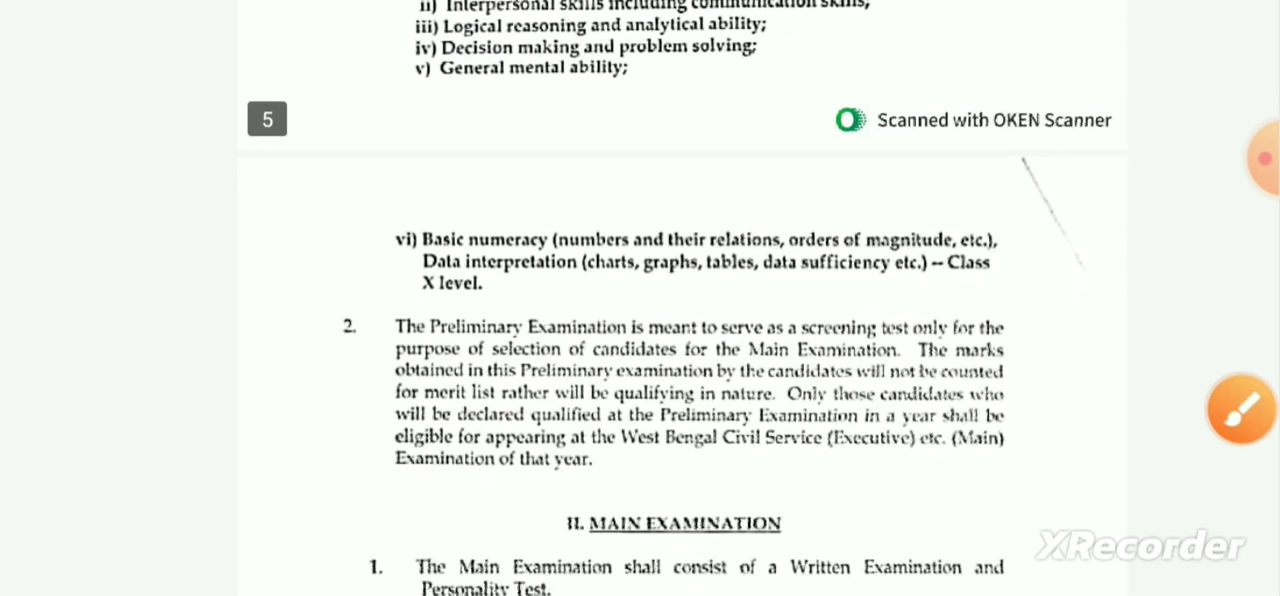 ii) Interpersonal skills including communication skills,
iii) Logical reasoning and analytical ability;
iv) Decision making and problem solving;
v) General mental ability;
5
Scanned with OKEN Scanner
vi) Basic numeracy (numbers and their relations, orders of magnitude, etc.),
Data interpretation (charts, graphs, tables, data sufficiency etc.) -- Class
X level.
2. The Preliminary Examination is meant to serve as a screening test only for the
purpose of selection of candidates for the Main Examination. The marks
obtained in this Preliminary examination by the candidates will not be counted
for merit list rather will be qualifying in nature. Only those candidates who
will be declared qualified at the Preliminary Examination in a year shall be
eligible for appearing at the West Bengal Civil Service (Executive) etc. (Main)
Examination of that year.
II. MAIN EXAMINATION
1. The Main Examination shall consist of a Written Examination and
Personality Test.
XRecorder